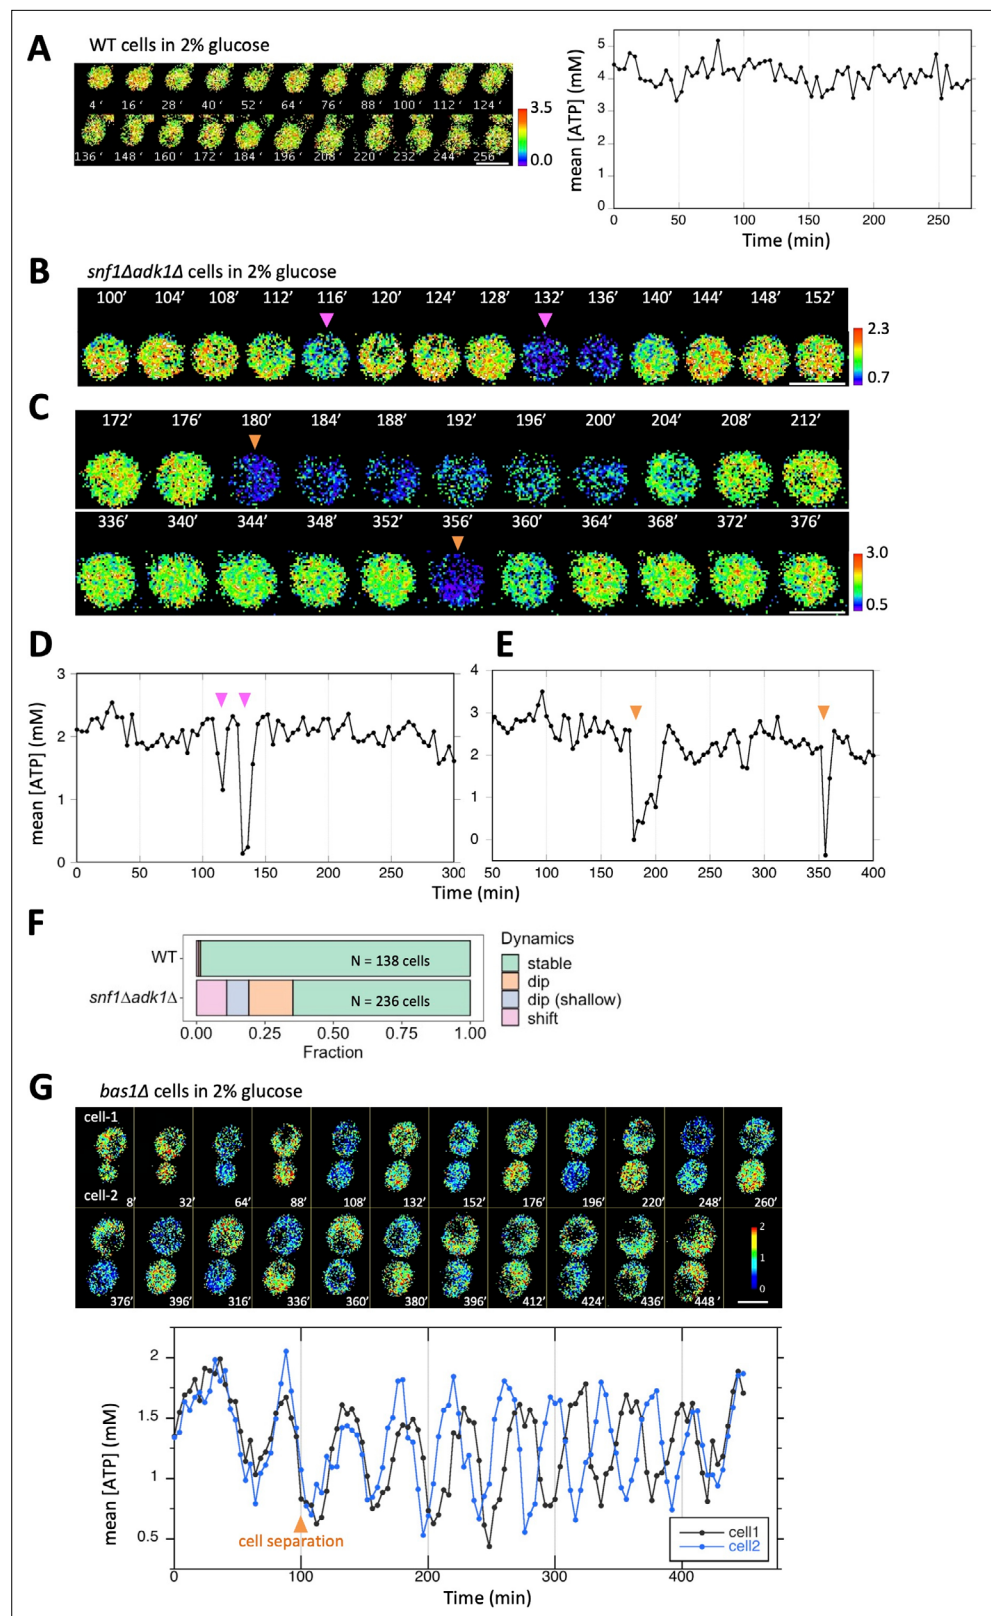 A
WT cells in 2% glucose
4′ 16′ 28′ 40′ 52′ 64′ 76′ 88′ 100′ 112′ 124′
136′ 148′ 160′ 172′ 184′ 196′ 208′ 220′ 232′ 244′ 256′
3.5
0.0
mean [ATP] (mM)
5
4
3
2
1
0
0 50 100 150 200 250
Time (min)
B
snf1Δadk1Δ cells in 2% glucose
100′ 104′ 108′ 112′ 116′ 120′ 124′ 128′ 132′ 136′ 140′ 144′ 148′ 152′
2.3
0.7
C
172′ 176′ 180′ 184′ 188′ 192′ 196′ 200′ 204′ 208′ 212′
336′ 340′ 344′ 348′ 352′ 356′ 360′ 364′ 368′ 372′ 376′
3.0
0.5
D
mean [ATP] (mM)
3
2
1
0
0 50 100 150 200 250 300
E
4
3
2
1
0
50 100 150 200 250 300 350 400
Time (min)
F
WT
N = 138 cells
snf1Δadk1Δ
N = 236 cells
0.00 0.25 0.50 0.75 1.00
Fraction
Dynamics
stable
dip
dip (shallow)
shift
G
bas1Δ cells in 2% glucose
cell-1
cell-2
8′ 32′ 64′ 88′ 108′ 132′ 152′ 176′ 196′ 220′ 248′ 260′
376′ 396′ 316′ 336′ 360′ 380′ 396′ 412′ 424′ 436′ 448′
2
1
0
mean [ATP] (mM)
2
1.5
1
0.5
cell separation
cell1
cell2
0 100 200 300 400
Time (min)